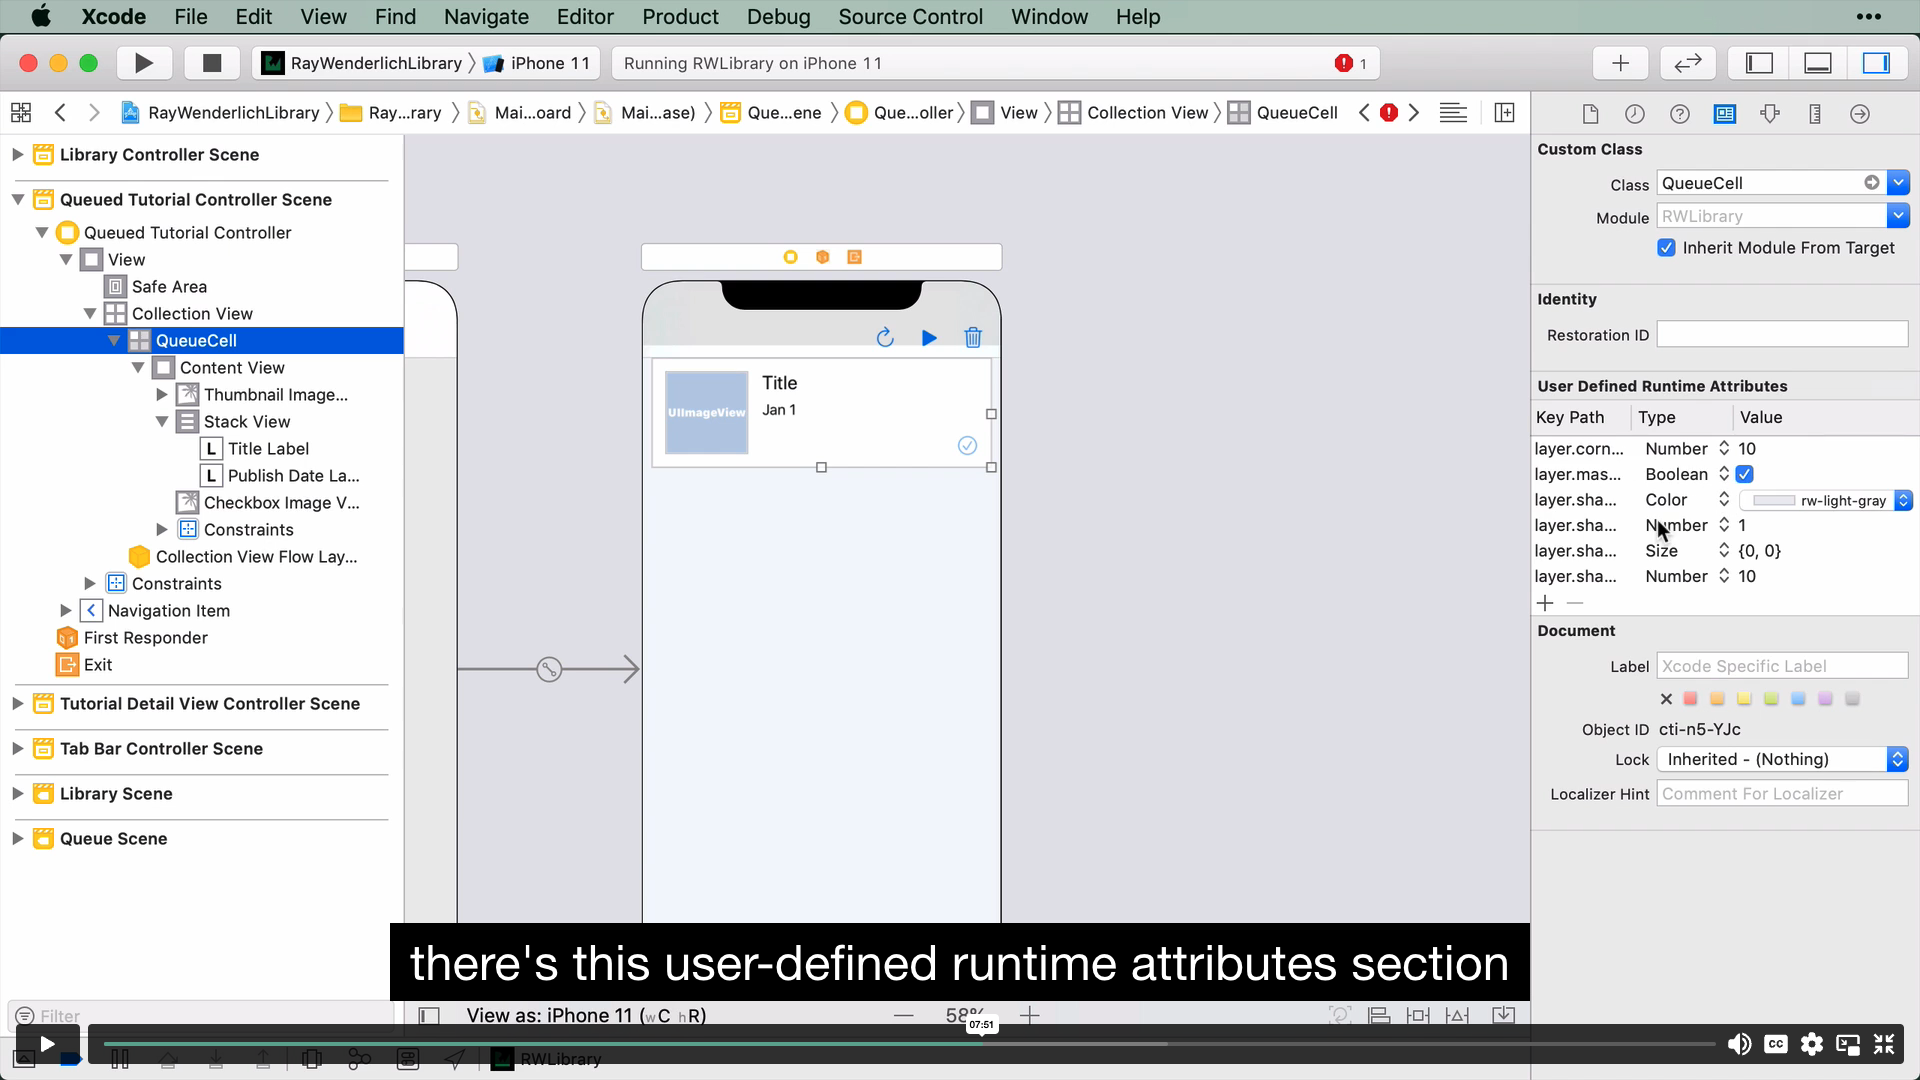 Xcode File Edit View Find Navigate Editor Product Debug Source Control Window Help
RayWenderlichLibrary iPhone 11
Running RWLibrary on iPhone 11
1
RayWenderlichLibrary
Ray...rary
Mai...oard
Mai...ase)
Que...ene
Que...oller
View
Collection View
QueueCell
Library Controller Scene
Queued Tutorial Controller Scene
Queued Tutorial Controller
View
Safe Area
Collection View
QueueCell
Content View
Thumbnail Image...
Stack View
L Title Label
L Publish Date La...
Checkbox Image V...
Constraints
Collection View Flow Lay...
Constraints
Navigation Item
First Responder
Exit
Tutorial Detail View Controller Scene
Tab Bar Controller Scene
Library Scene
Queue Scene
Filter
UIImageView
Title
Jan 1
Custom Class
Class QueueCell
Module RWLibrary
Inherit Module From Target
Identity
Restoration ID
User Defined Runtime Attributes
Key Path Type Value
layer.corn... Number 10
layer.mas... Boolean
layer.sha... Color rw-light-gray
layer.sha... Number 1
layer.sha... Size {0, 0}
layer.sha... Number 10
Document
Label Xcode Specific Label
Object ID cti-n5-YJc
Lock Inherited - (Nothing)
Localizer Hint Comment For Localizer
there's this user-defined runtime attributes section
View as: iPhone 11 (wC hR)
58%
07:51
RWLibrary
CC